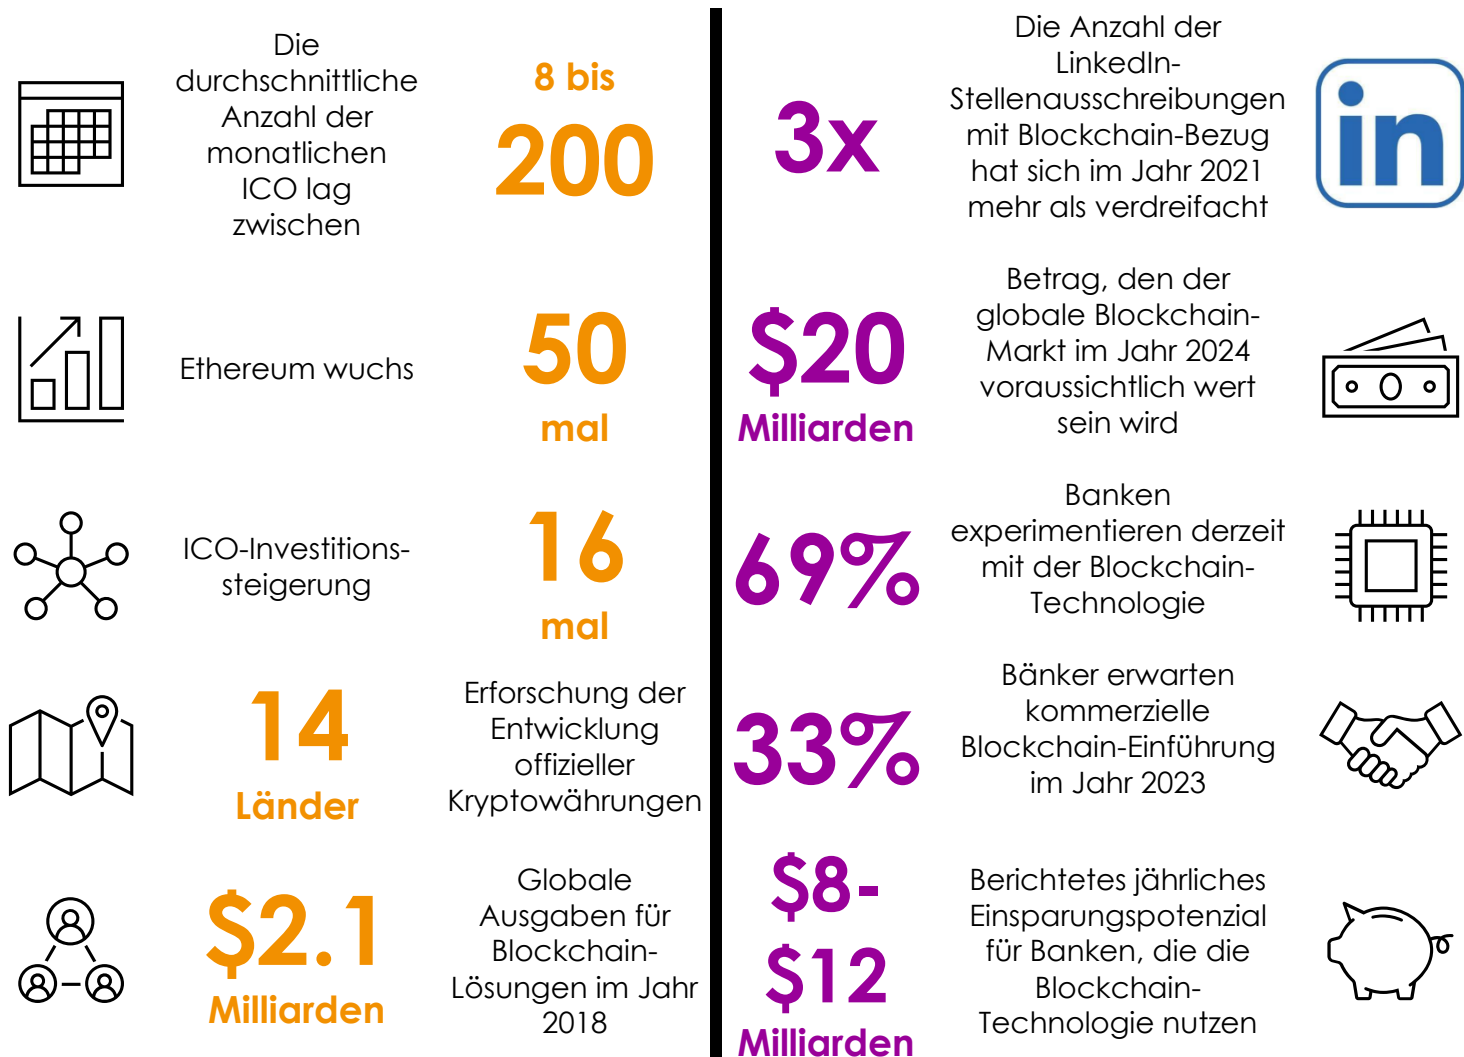 Die
durchschnittliche
Anzahl der
monatlichen
ICO lag
zwischen
8 bis
200
Ethereum wuchs
50
mal
ICO-Investitions-
steigerung
16
mal
14
Länder
Erforschung der
Entwicklung
offizieller
Kryptowährungen
$2.1
Milliarden
Globale
Ausgaben für
Blockchain-
Lösungen im Jahr
2018
3x
Die Anzahl der
LinkedIn-
Stellenausschreibungen
mit Blockchain-Bezug
hat sich im Jahr 2021
mehr als verdreifacht
in
$20
Milliarden
Betrag, den der
globale Blockchain-
Markt im Jahr 2024
voraussichtlich wert
sein wird
69%
Banken
experimentieren derzeit
mit der Blockchain-
Technologie
33%
Bänker erwarten
kommerzielle
Blockchain-Einführung
im Jahr 2023
$8-
$12
Milliarden
Berichtetes jährliches
Einsparungspotenzial
für Banken, die die
Blockchain-
Technologie nutzen